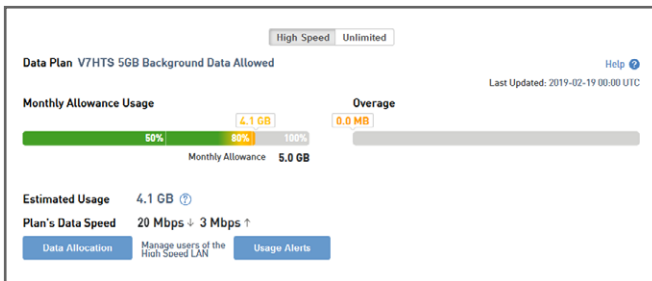 High Speed Unlimited
Data Plan V7HTS 5GB Background Data Allowed
Help ?
Last Updated: 2019-02-19 00:00 UTC
Monthly Allowance Usage
Overage
4.1 GB
0.0 MB
50% 80% 100%
Monthly Allowance 5.0 GB
Estimated Usage 4.1 GB ?
Plan's Data Speed 20 Mbps ↓ 3 Mbps ↑
Data Allocation
Manage users of the
High Speed LAN
Usage Alerts